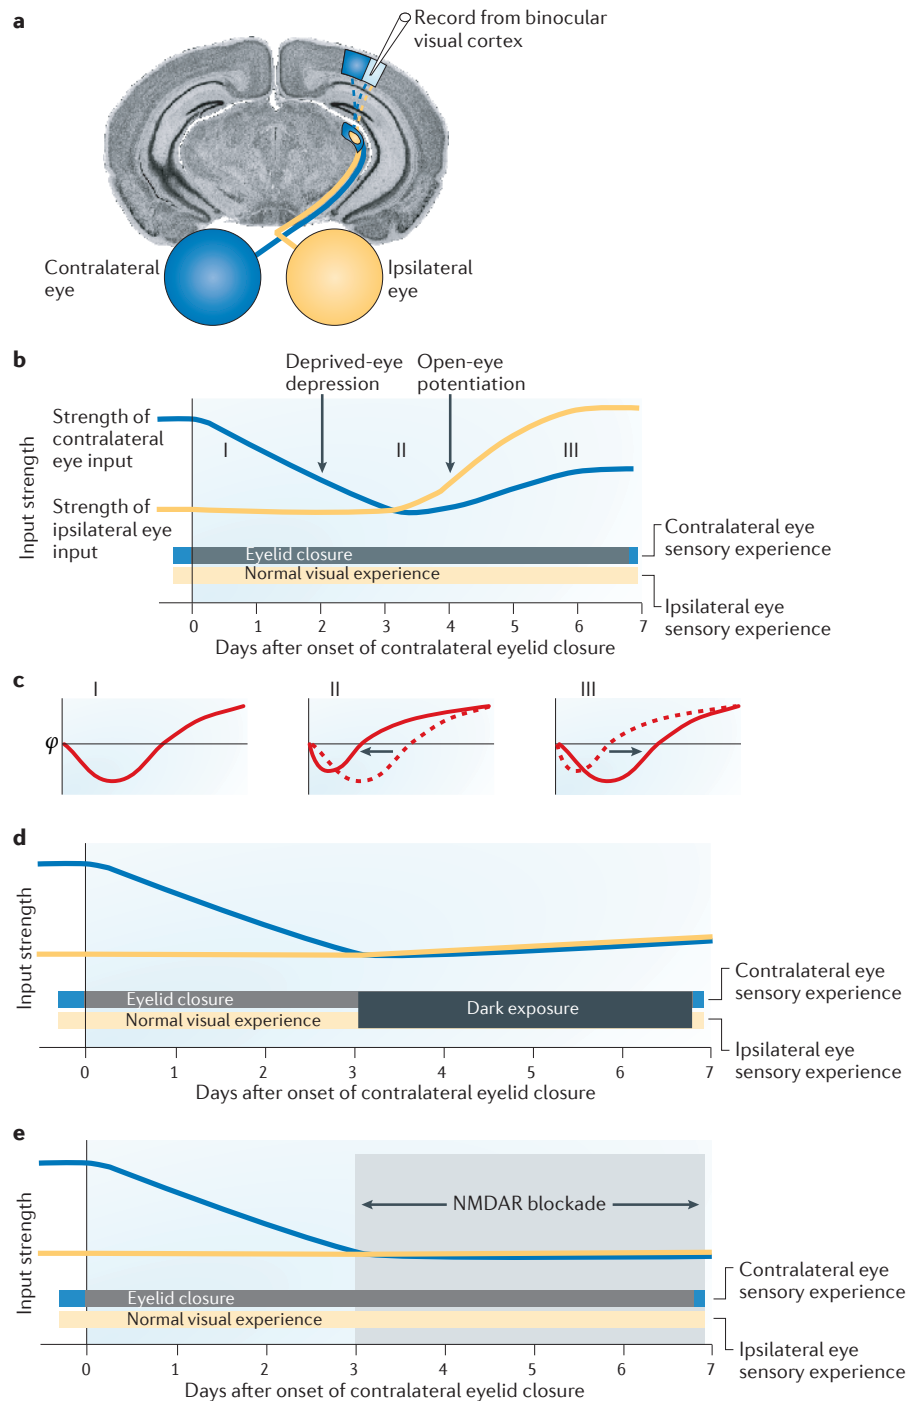 a
Record from binocular
visual cortex
Contralateral
eye
Ipsilateral
eye
b
Deprived-eye
depression
Open-eye
potentiation
Input strength
Strength of
contralateral
eye input
I
II
III
Strength of
ipsilateral eye
input
Eyelid closure
Normal visual experience
Contralateral eye
sensory experience
Ipsilateral eye
sensory experience
0 1 2 3 4 5 6 7
Days after onset of contralateral eyelid closure
c
I
II
III
φ
d
Input strength
Eyelid closure
Normal visual experience
Dark exposure
Contralateral eye
sensory experience
Ipsilateral eye
sensory experience
0 1 2 3 4 5 6 7
Days after onset of contralateral eyelid closure
e
Input strength
NMDAR blockade
Eyelid closure
Normal visual experience
Contralateral eye
sensory experience
Ipsilateral eye
sensory experience
0 1 2 3 4 5 6 7
Days after onset of contralateral eyelid closure